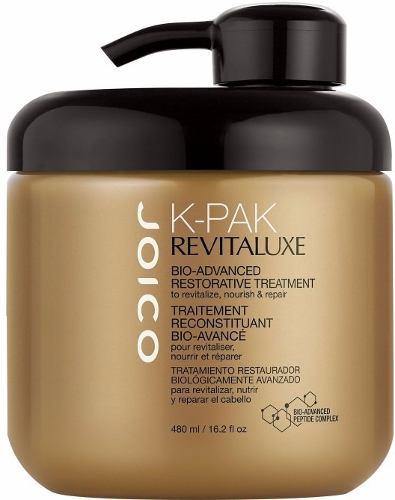 JOICO
K-PAK
REVITALUXE
BIO-ADVANCED
RESTORATIVE TREATMENT
to revitalize, nourish & repair
TRAITEMENT
RECONSTITUANT
BIO-AVANCÉ
pour revitaliser,
nourrir et réparer
TRATAMIENTO RESTAURADOR
BIOLÓGICAMENTE AVANZADO
para revitalizar, nutrir
y reparar el cabello
BIO-ADVANCED
PEPTIDE COMPLEX
480 ml / 16.2 fl oz